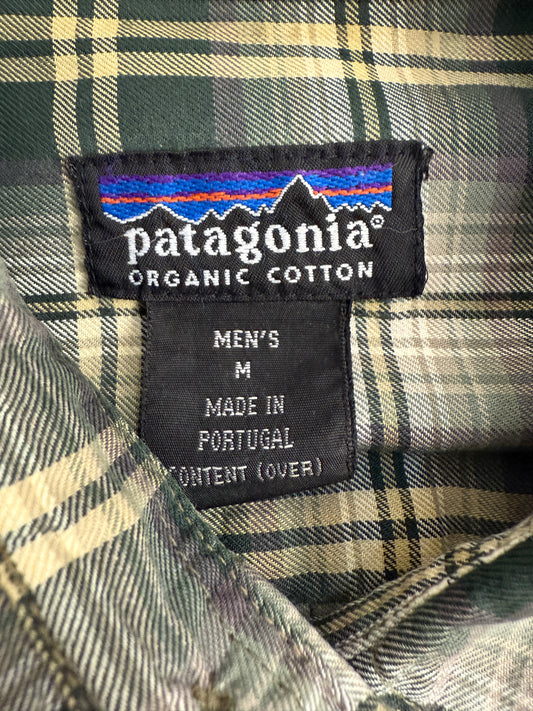 patagonia®
ORGANIC COTTON
MEN'S
M
MADE IN
PORTUGAL
CONTENT (OVER)